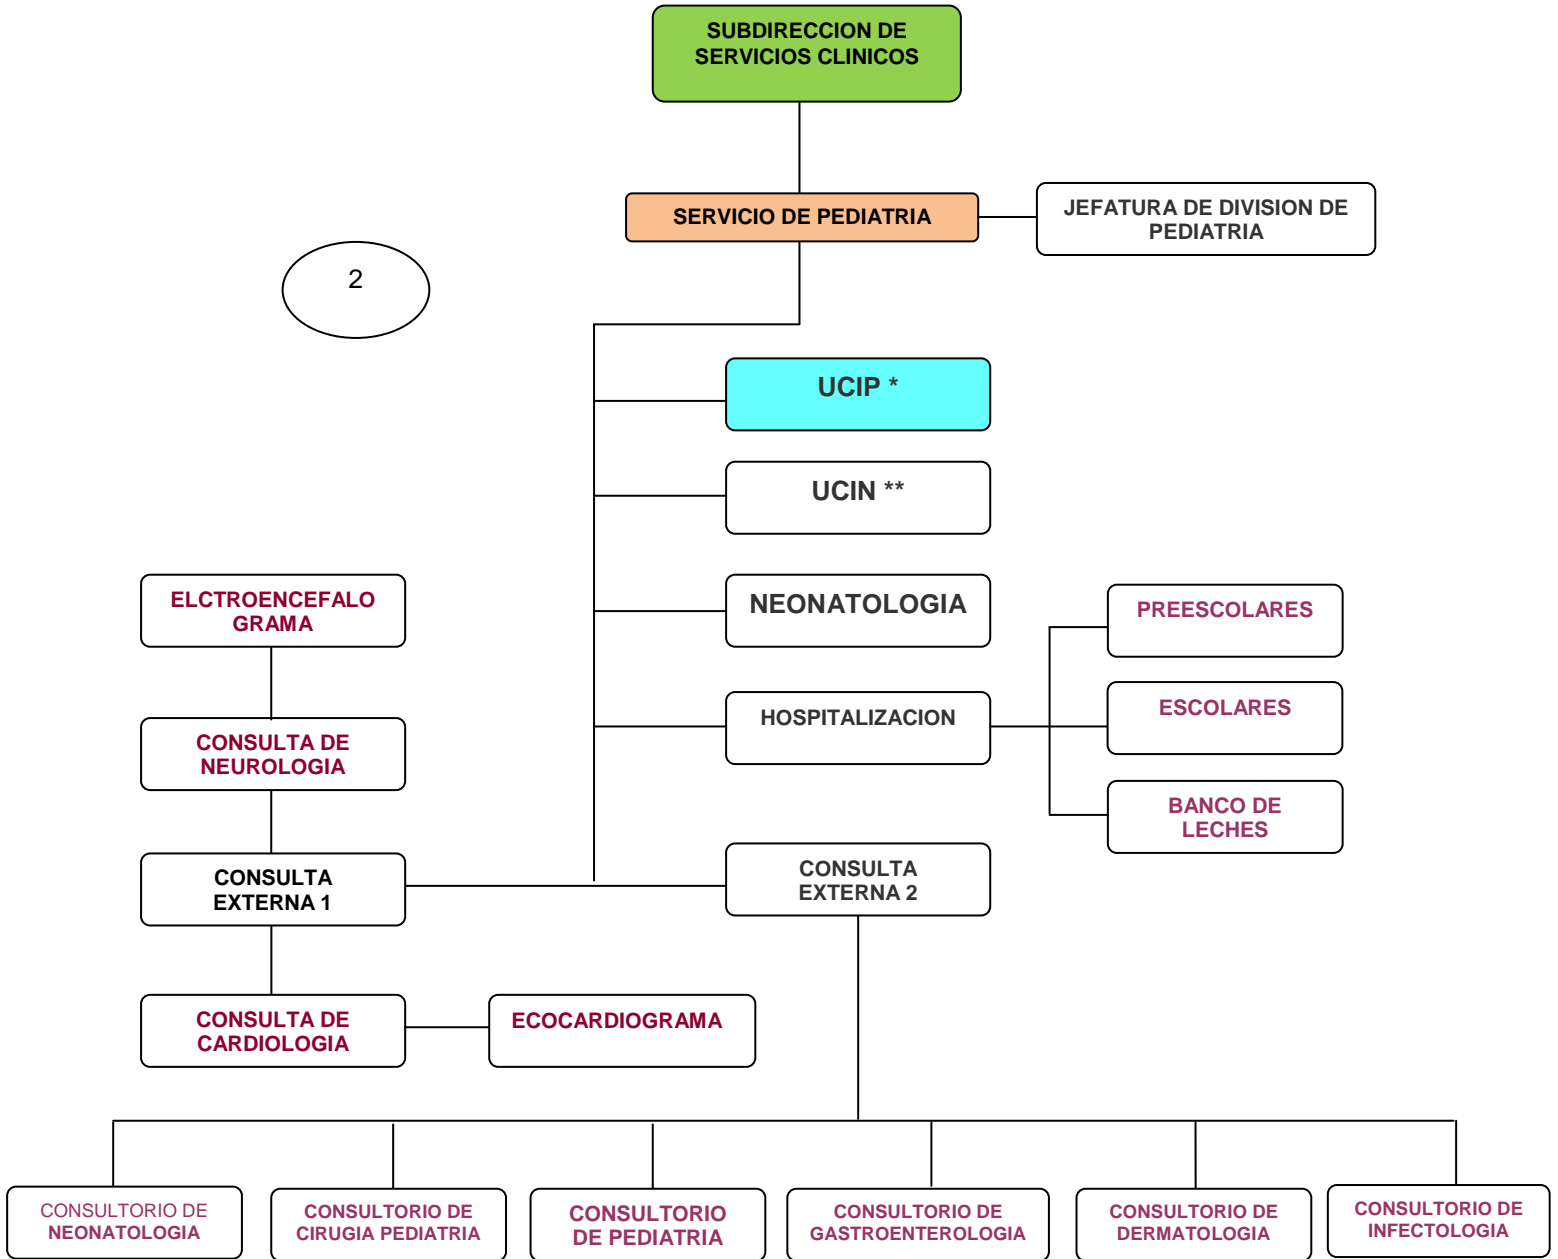 SUBDIRECCION DE
SERVICIOS CLINICOS
SERVICIO DE PEDIATRIA
JEFATURA DE DIVISION DE
PEDIATRIA
2
UCIP *
UCIN **
ELCTROENCEFALO
GRAMA
NEONATOLOGIA
PREESCOLARES
CONSULTA DE
NEUROLOGIA
HOSPITALIZACION
ESCOLARES
BANCO DE
LECHES
CONSULTA
EXTERNA 1
CONSULTA
EXTERNA 2
CONSULTA DE
CARDIOLOGIA
ECOCARDIOGRAMA
CONSULTORIO DE
NEONATOLOGIA
CONSULTORIO DE
CIRUGIA PEDIATRIA
CONSULTORIO
DE PEDIATRIA
CONSULTORIO DE
GASTROENTEROLOGIA
CONSULTORIO DE
DERMATOLOGIA
CONSULTORIO DE
INFECTOLOGIA